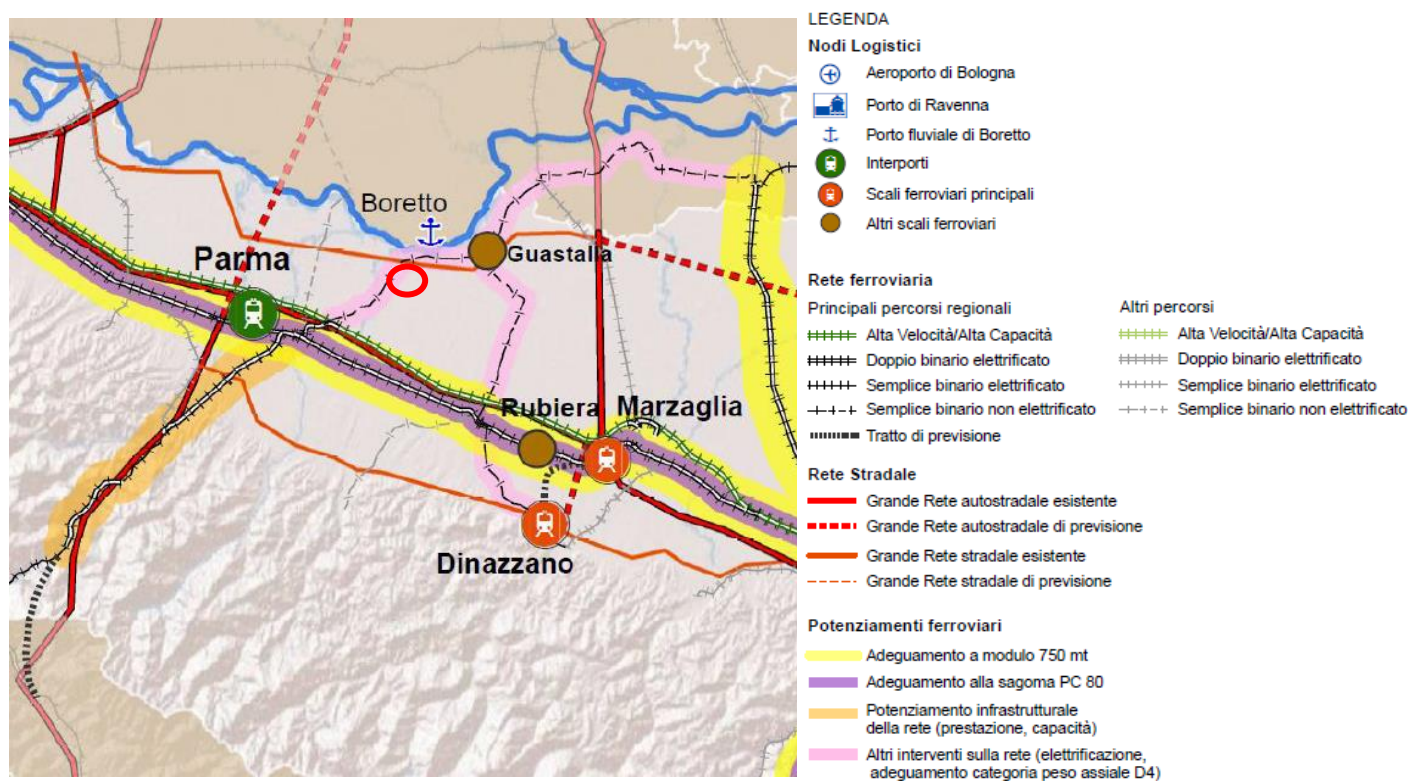 Boretto
Parma
Guastalla
Rubiera
Marzaglia
Dinazzano
LEGENDA
Nodi Logistici
Aeroporto di Bologna
Porto di Ravenna
Porto fluviale di Boretto
Interporti
Scali ferroviari principali
Altri scali ferroviari
Rete ferroviaria
Principali percorsi regionali
Alta Velocità/Alta Capacità
Doppio binario elettrificato
Semplice binario elettrificato
Semplice binario non elettrificato
Tratto di previsione
Altri percorsi
Alta Velocità/Alta Capacità
Doppio binario elettrificato
Semplice binario elettrificato
Semplice binario non elettrificato
Rete Stradale
Grande Rete autostradale esistente
Grande Rete autostradale di previsione
Grande Rete stradale esistente
Grande Rete stradale di previsione
Potenziamenti ferroviari
Adeguamento a modulo 750 mt
Adeguamento alla sagoma PC 80
Potenziamento infrastrutturale
della rete (prestazione, capacità)
Altri interventi sulla rete (elettrificazione,
adeguamento categoria peso assiale D4)